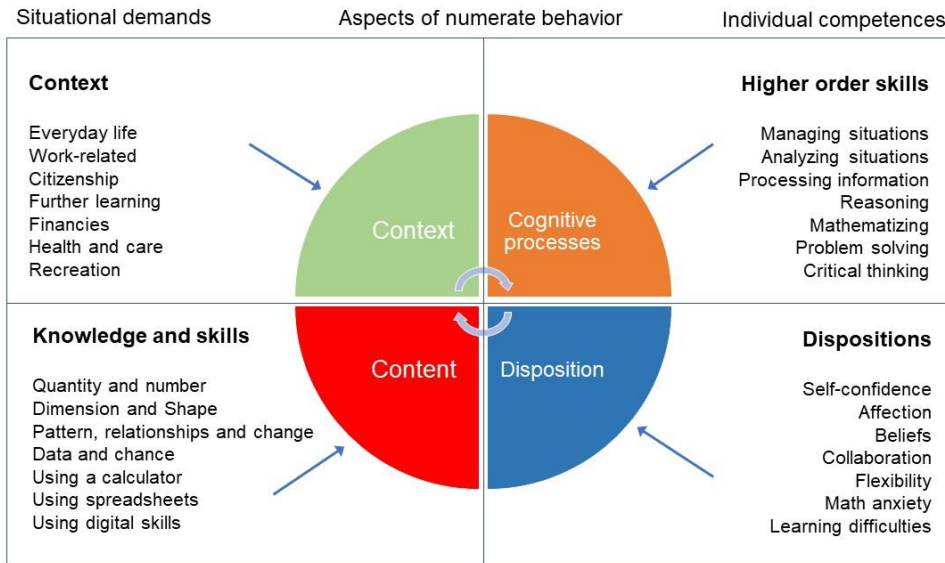 Situational demands
Aspects of numerate behavior
Individual competences
Context
Everyday life
Work-related
Citizenship
Further learning
Financies
Health and care
Recreation
Higher order skills
Managing situations
Analyzing situations
Processing information
Reasoning
Mathematizing
Problem solving
Critical thinking
Context
Cognitive
processes
Knowledge and skills
Quantity and number
Dimension and Shape
Pattern, relationships and change
Data and chance
Using a calculator
Using spreadsheets
Using digital skills
Content
Disposition
Dispositions
Self-confidence
Affection
Beliefs
Collaboration
Flexibility
Math anxiety
Learning difficulties